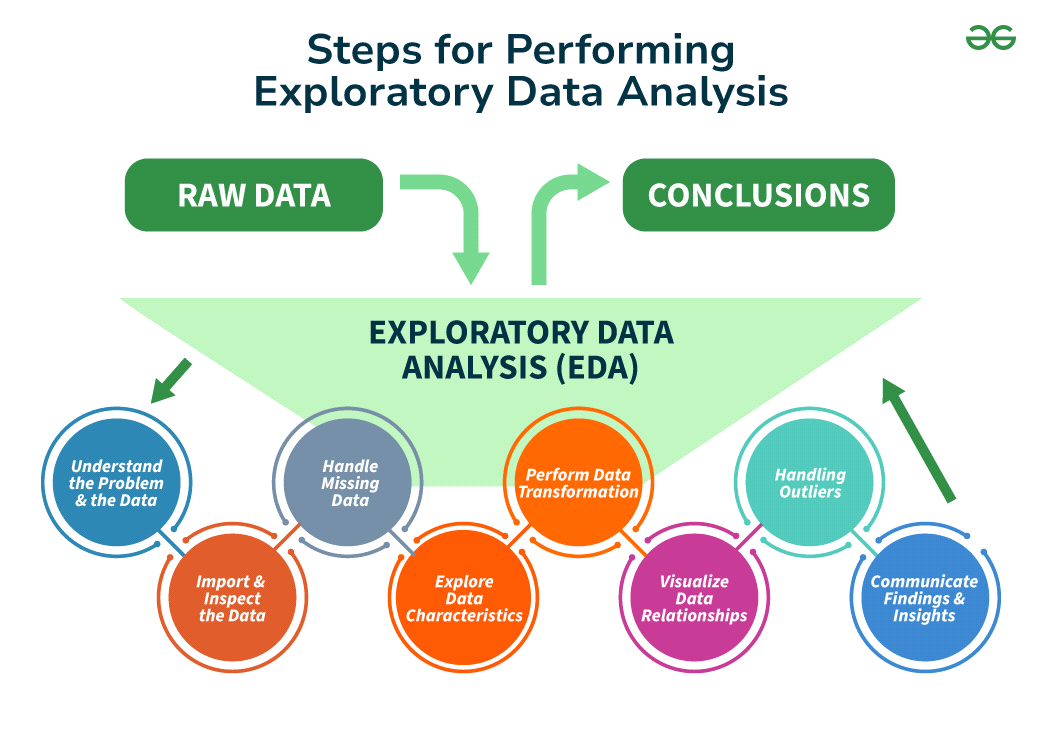 Steps for Performing
Exploratory Data Analysis
RAW DATA
CONCLUSIONS
EXPLORATORY DATA
ANALYSIS (EDA)
Understand
the Problem
& the Data
Import &
Inspect
the Data
Handle
Missing
Data
Explore
Data
Characteristics
Perform Data
Transformation
Visualize
Data
Relationships
Handling
Outliers
Communicate
Findings &
Insights